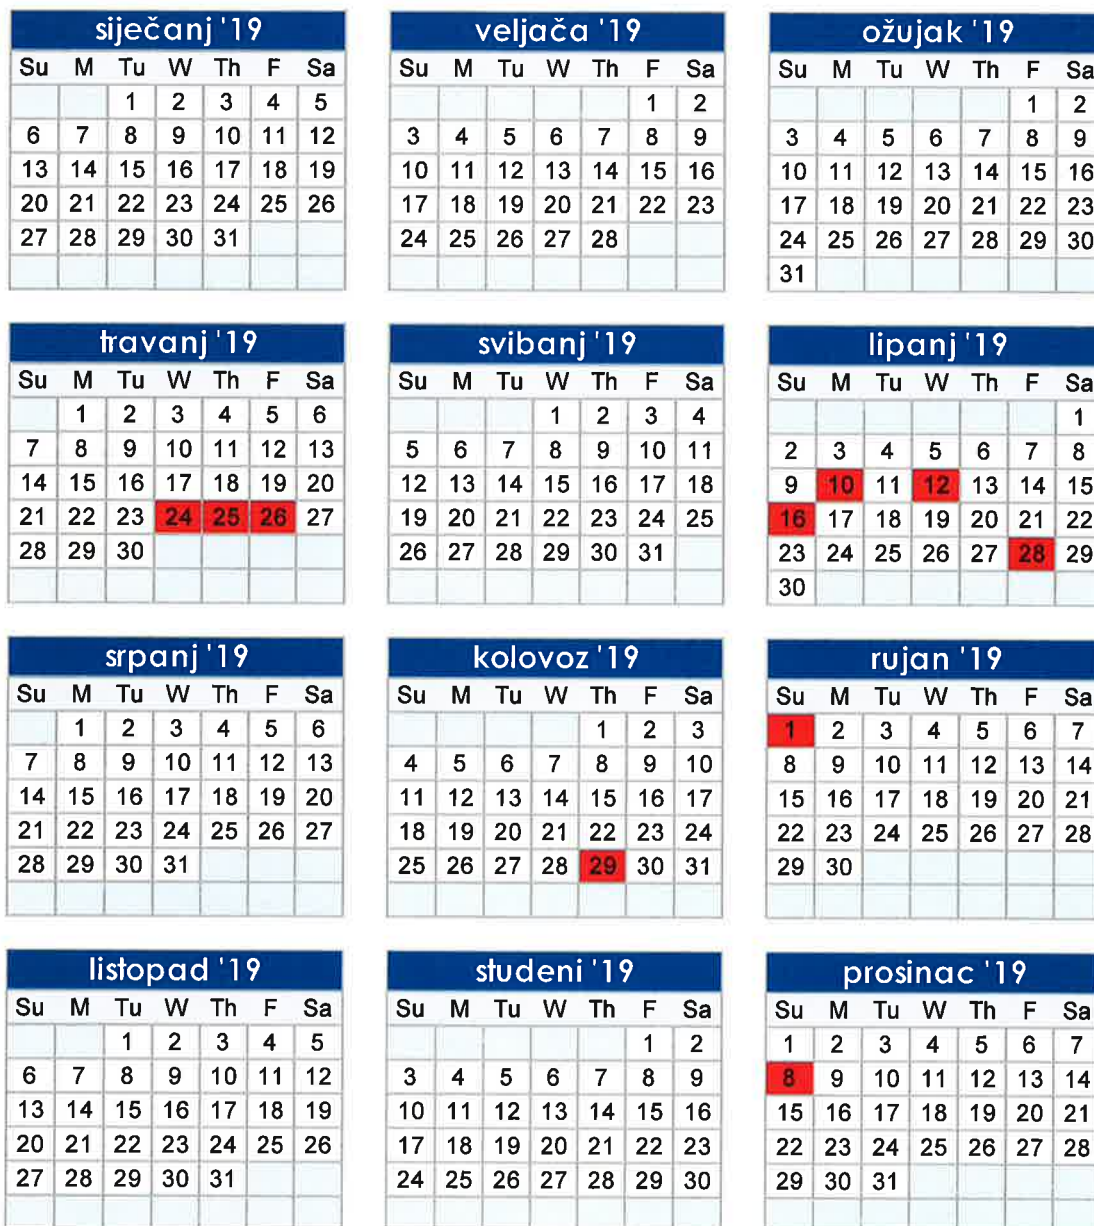 siječanj '19
Su M Tu W Th F Sa
1 2 3 4 5
6 7 8 9 10 11 12
13 14 15 16 17 18 19
20 21 22 23 24 25 26
27 28 29 30 31
veljača '19
Su M Tu W Th F Sa
1 2
3 4 5 6 7 8 9
10 11 12 13 14 15 16
17 18 19 20 21 22 23
24 25 26 27 28
ožujak '19
Su M Tu W Th F Sa
1 2
3 4 5 6 7 8 9
10 11 12 13 14 15 16
17 18 19 20 21 22 23
24 25 26 27 28 29 30
31
travanj '19
Su M Tu W Th F Sa
1 2 3 4 5 6
7 8 9 10 11 12 13
14 15 16 17 18 19 20
21 22 23 24 25 26 27
28 29 30
svibanj '19
Su M Tu W Th F Sa
1 2 3 4
5 6 7 8 9 10 11
12 13 14 15 16 17 18
19 20 21 22 23 24 25
26 27 28 29 30 31
lipanj '19
Su M Tu W Th F Sa
1
2 3 4 5 6 7 8
9 10 11 12 13 14 15
16 17 18 19 20 21 22
23 24 25 26 27 28 29
30
srpanj '19
Su M Tu W Th F Sa
1 2 3 4 5 6
7 8 9 10 11 12 13
14 15 16 17 18 19 20
21 22 23 24 25 26 27
28 29 30 31
kolovoz '19
Su M Tu W Th F Sa
1 2 3
4 5 6 7 8 9 10
11 12 13 14 15 16 17
18 19 20 21 22 23 24
25 26 27 28 29 30 31
rujan '19
Su M Tu W Th F Sa
1 2 3 4 5 6 7
8 9 10 11 12 13 14
15 16 17 18 19 20 21
22 23 24 25 26 27 28
29 30
listopad '19
Su M Tu W Th F Sa
1 2 3 4 5
6 7 8 9 10 11 12
13 14 15 16 17 18 19
20 21 22 23 24 25 26
27 28 29 30 31
studeni '19
Su M Tu W Th F Sa
1 2
3 4 5 6 7 8 9
10 11 12 13 14 15 16
17 18 19 20 21 22 23
24 25 26 27 28 29 30
prosinac '19
Su M Tu W Th F Sa
1 2 3 4 5 6 7
8 9 10 11 12 13 14
15 16 17 18 19 20 21
22 23 24 25 26 27 28
29 30 31